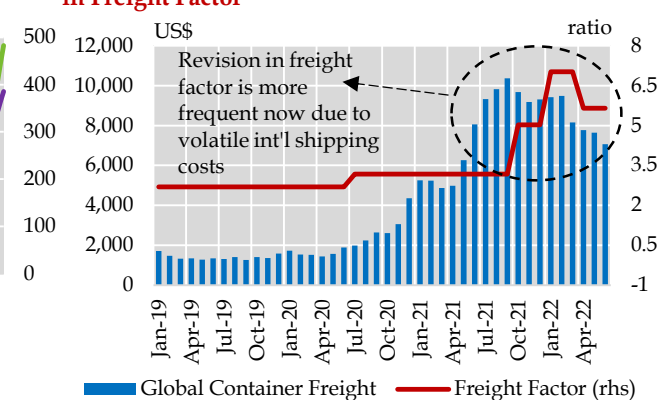 in Freight Factor
500
400
300
200
100
0
US$
ratio
12,000
10,000
8,000
6,000
4,000
2,000
0
8
6.5
5
3.5
2
0.5
-1
Revision in freight
factor is more
frequent now due to
volatile int'l shipping
costs
Jan-19
Apr-19
Jul-19
Oct-19
Jan-20
Apr-20
Jul-20
Oct-20
Jan-21
Apr-21
Jul-21
Oct-21
Jan-22
Apr-22
Global Container Freight
Freight Factor (rhs)